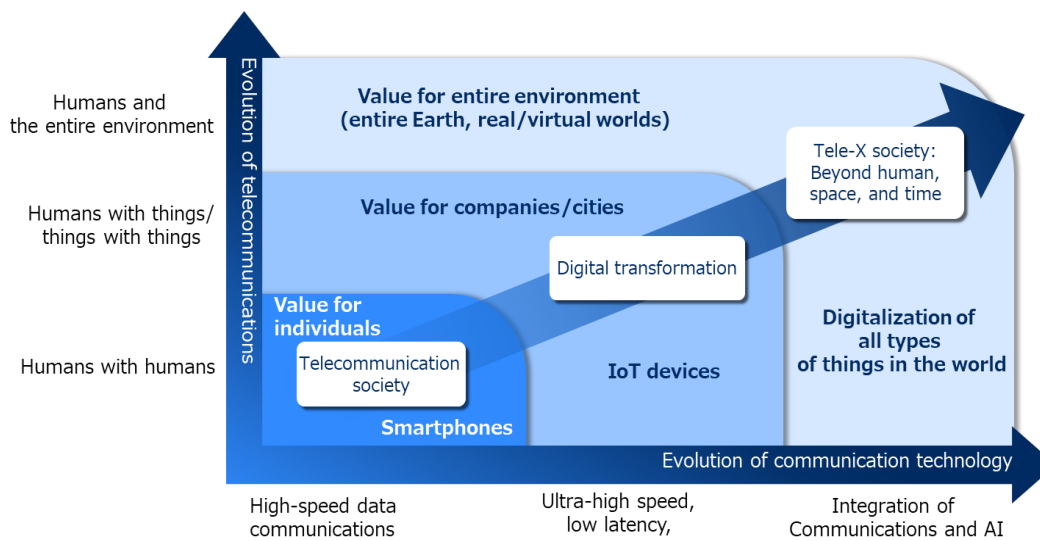 Evolution of telecommunications
Humans and
the entire environment
Value for entire environment
(entire Earth, real/virtual worlds)
Tele-X society:
Beyond human,
space, and time
Humans with things/
things with things
Value for companies/cities
Digital transformation
Value for
individuals
Humans with humans
Telecommunication
society
Smartphones
IoT devices
Digitalization of
all types
of things in the world
Evolution of communication technology
High-speed data
communications
Ultra-high speed,
low latency,
Integration of
Communications and AI